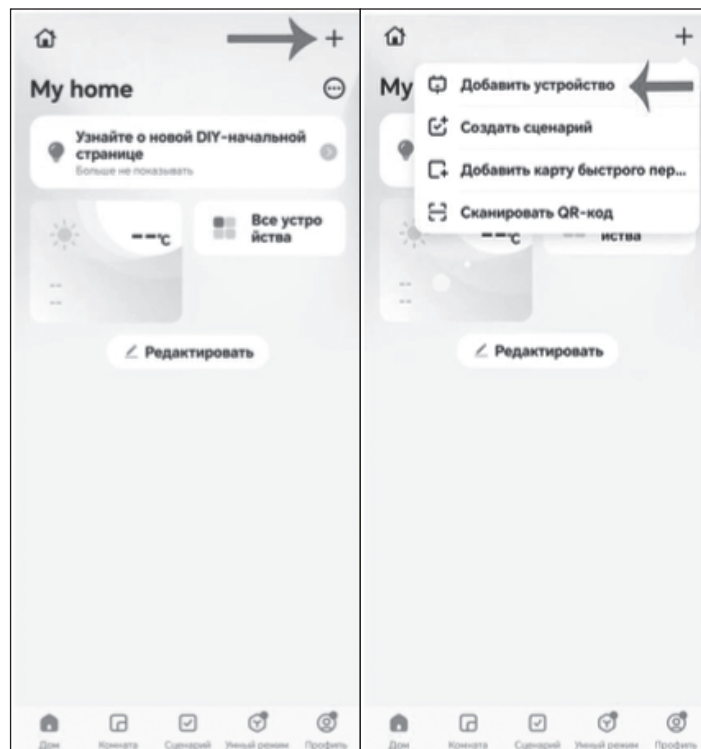 My home
Узнайте о новой DIY-начальной
странице
Больше не показывать
--°C
Все устро
йства
--
--
Редактировать
Дом
Комната
Сценарий
Умный режим
Профиль
My
Добавить устройство
Создать сценарий
Добавить карту быстрого пер...
Сканировать QR-код
--°C
йства
--
--
Редактировать
Дом
Комната
Сценарий
Умный режим
Профиль